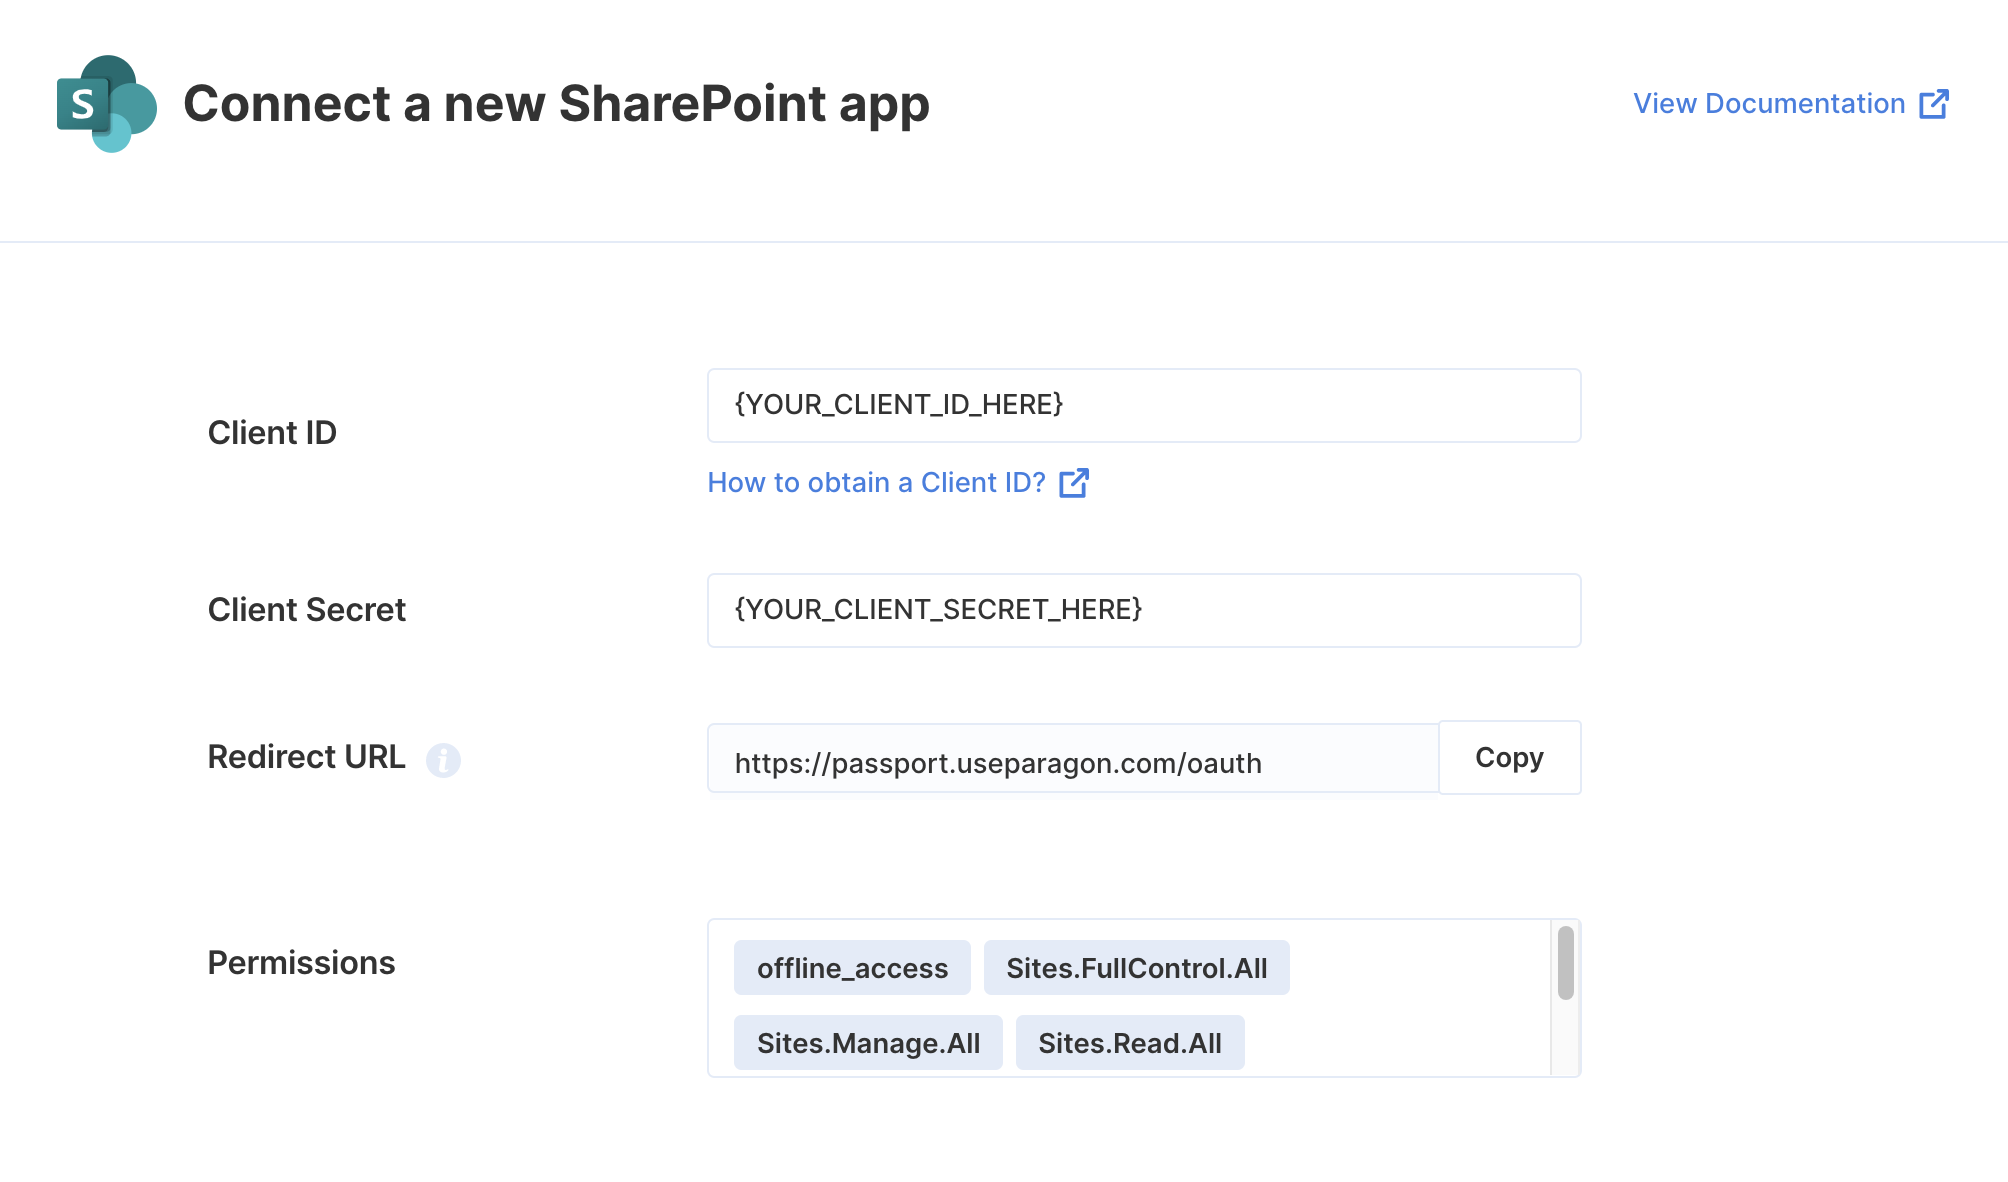 S Connect a new SharePoint app
View Documentation
Client ID
{YOUR_CLIENT_ID_HERE}
How to obtain a Client ID?
Client Secret
{YOUR_CLIENT_SECRET_HERE}
Redirect URL i
https://passport.useparagon.com/oauth
Copy
Permissions
offline_access Sites.FullControl.All
Sites.Manage.All Sites.Read.All